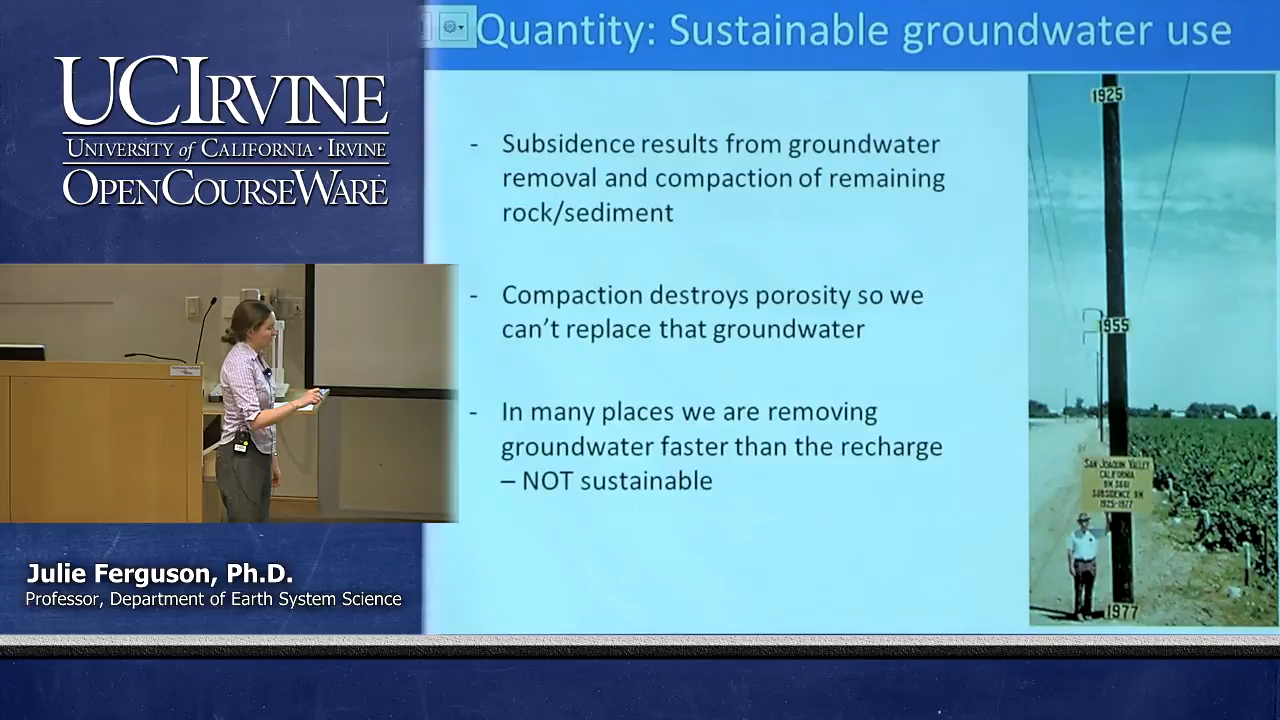 UCIRVINE
UNIVERSITY of CALIFORNIA · IRVINE
OPENCOURSEWARE
Quantity: Sustainable groundwater use
- Subsidence results from groundwater
removal and compaction of remaining
rock/sediment
- Compaction destroys porosity so we
can't replace that groundwater
- In many places we are removing
groundwater faster than the recharge
– NOT sustainable
1925
1955
SAN JOAQUIN VALLEY
CALIFORNIA
BM S661
SUBSIDENCE 9M
1925-1977
1977
Julie Ferguson, Ph.D.
Professor, Department of Earth System Science